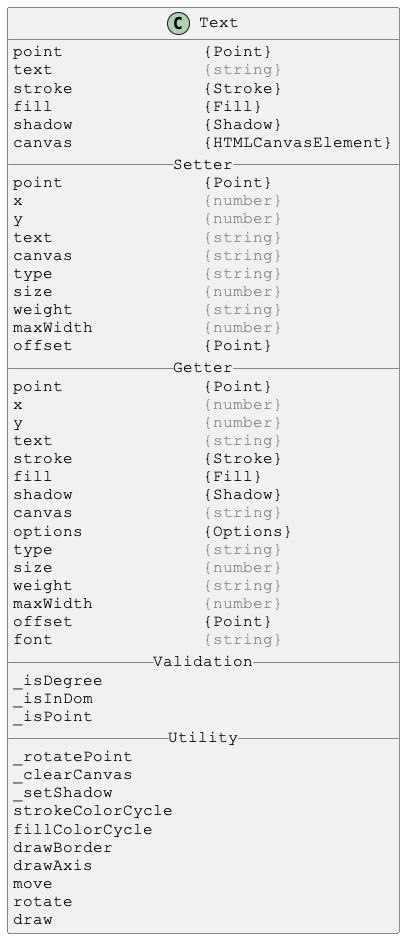 C Text
point {Point}
text {string}
stroke {Stroke}
fill {Fill}
shadow {Shadow}
canvas {HTMLCanvasElement}
Setter
point {Point}
x {number}
y {number}
text {string}
canvas {string}
type {string}
size {number}
weight {string}
maxWidth {number}
offset {Point}
Getter
point {Point}
x {number}
y {number}
text {string}
stroke {Stroke}
fill {Fill}
shadow {Shadow}
canvas {string}
options {Options}
type {string}
size {number}
weight {string}
maxWidth {number}
offset {Point}
font {string}
Validation
_isDegree
_isInDom
_isPoint
Utility
_rotatePoint
_clearCanvas
_setShadow
strokeColorCycle
fillColorCycle
drawBorder
drawAxis
move
rotate
draw